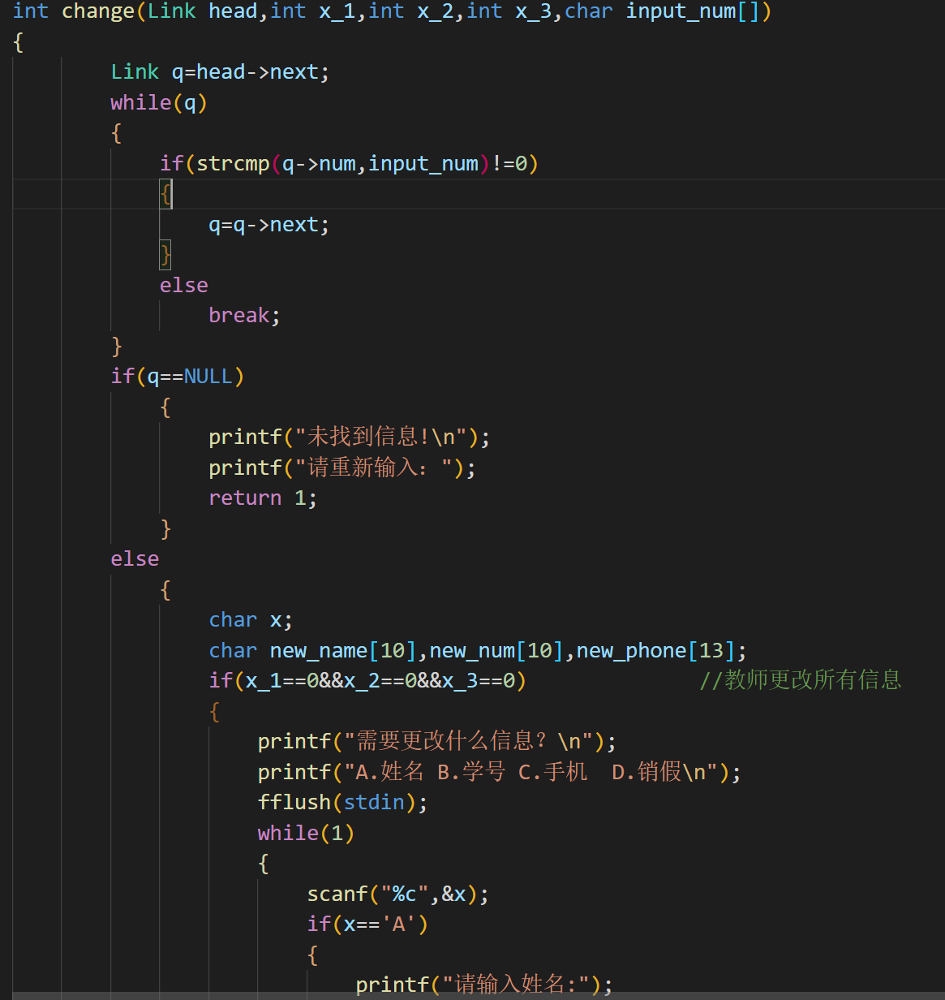 int change(Link head,int x_1,int x_2,int x_3,char input_num[])
{
Link q=head->next;
while(q)
{
if(strcmp(q->num,input_num)!=0)
{
q=q->next;
}
else
break;
}
if(q==NULL)
{
printf("未找到信息!\n");
printf("请重新输入：");
return 1;
}
else
{
char x;
char new_name[10],new_num[10],new_phone[13];
if(x_1==0&&x_2==0&&x_3==0) //教师更改所有信息
{
printf("需要更改什么信息？\n");
printf("A.姓名 B.学号 C.手机  D.销假\n");
fflush(stdin);
while(1)
{
scanf("%c",&x);
if(x=='A')
{
printf("请输入姓名:");